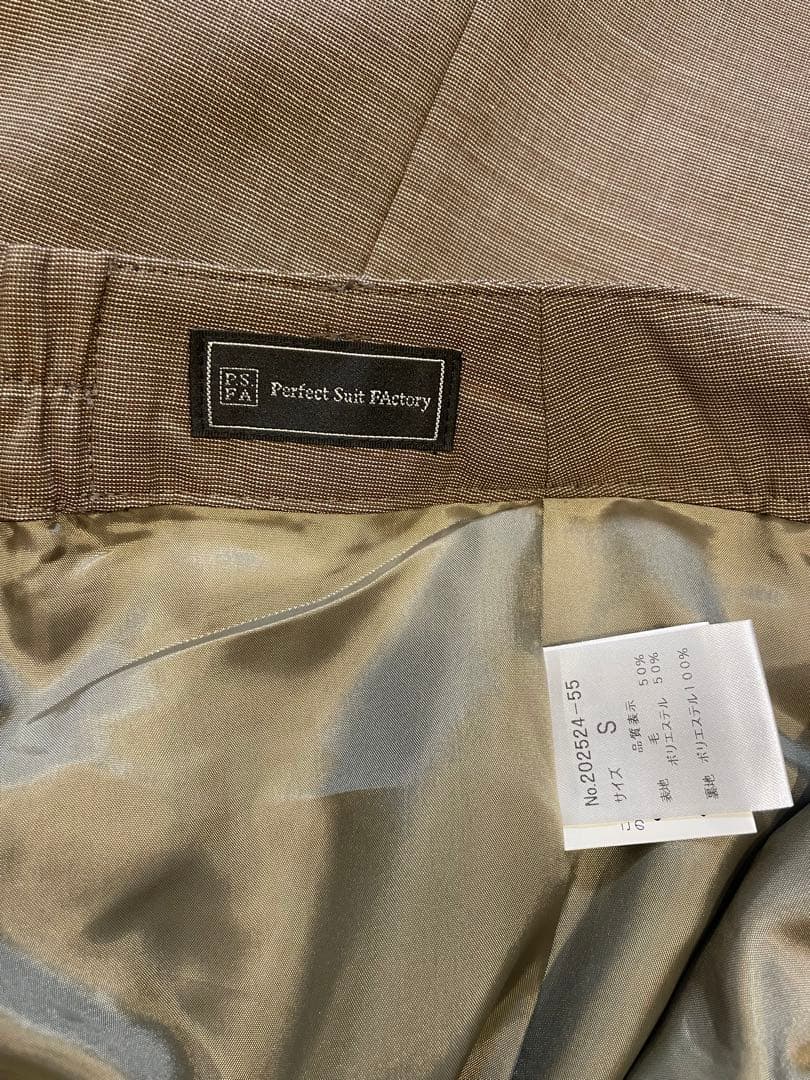 P.S.
F.A
Perfect Suit FActory
No.202524-55
サイズ S
品質表示
表地 毛 50%
ポリエステル 50%
裏地 ポリエステル100%